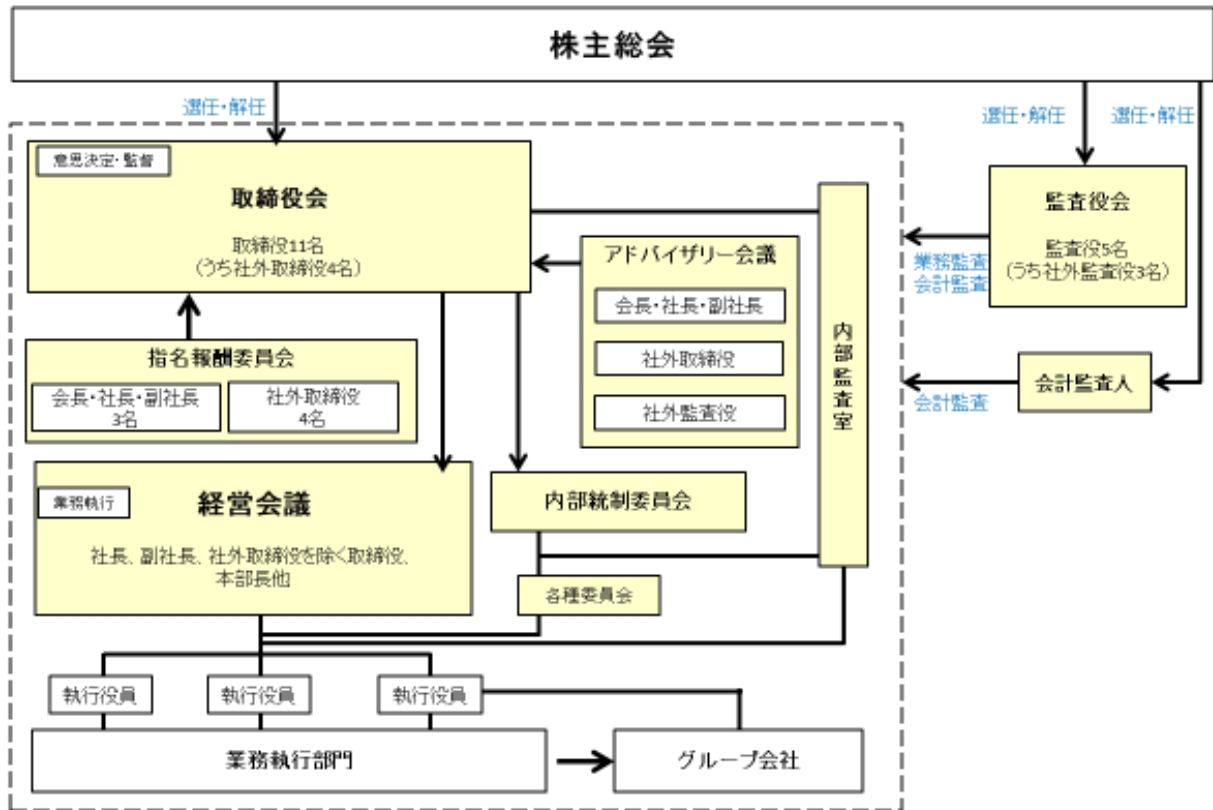 株主総会
選任・解任
選任・解任
選任・解任
意思決定・監督
取締役会
取締役11名
（うち社外取締役4名）
アドバイザリー会議
会長・社長・副社長
社外取締役
社外監査役
内部監査室
監査役会
監査役5名
（うち社外監査役3名）
業務監査
会計監査
会計監査人
会計監査
指名報酬委員会
会長・社長・副社長
3名
社外取締役
4名
業務執行
経営会議
社長、副社長、社外取締役を除く取締役、
本部長他
内部統制委員会
各種委員会
執行役員
執行役員
執行役員
業務執行部門
グループ会社